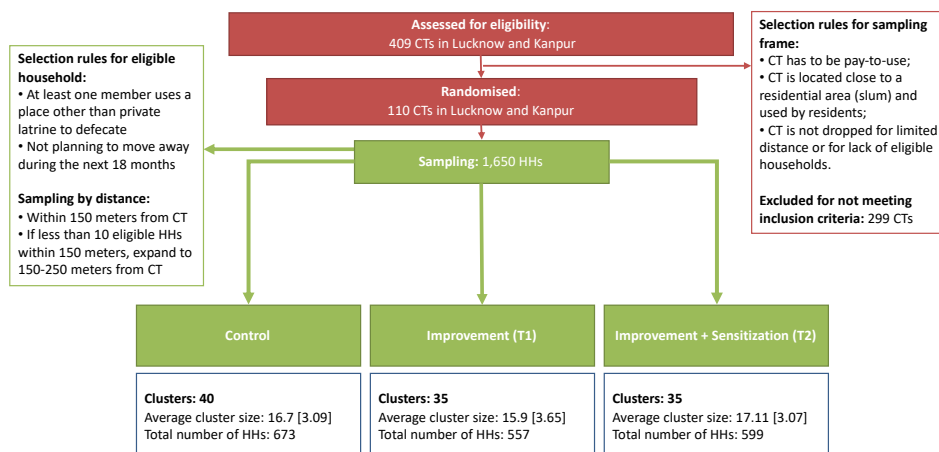 Assessed for eligibility:
409 CTs in Lucknow and Kanpur
Selection rules for sampling
frame:
• CT has to be pay-to-use;
• CT is located close to a
residential area (slum) and
used by residents;
• CT is not dropped for limited
distance or for lack of eligible
households.
Excluded for not meeting
inclusion criteria: 299 CTs
Selection rules for eligible
household:
• At least one member uses a
place other than private
latrine to defecate
• Not planning to move away
during the next 18 months
Sampling by distance:
• Within 150 meters from CT
• If less than 10 eligible HHs
within 150 meters, expand to
150-250 meters from CT
Randomised:
110 CTs in Lucknow and Kanpur
Sampling: 1,650 HHs
Control
Improvement (T1)
Improvement + Sensitization (T2)
Clusters: 40
Average cluster size: 16.7 [3.09]
Total number of HHs: 673
Clusters: 35
Average cluster size: 15.9 [3.65]
Total number of HHs: 557
Clusters: 35
Average cluster size: 17.11 [3.07]
Total number of HHs: 599